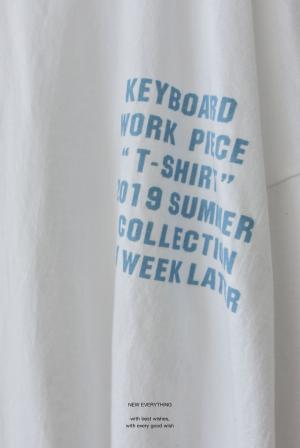 KEYBOARD
WORK PIECE
“ T-SHIRT ”
2019 SUMMER
COLLECTION
WEEK LATER
NEW EVERYTHING
with best wishes,
with every good wish